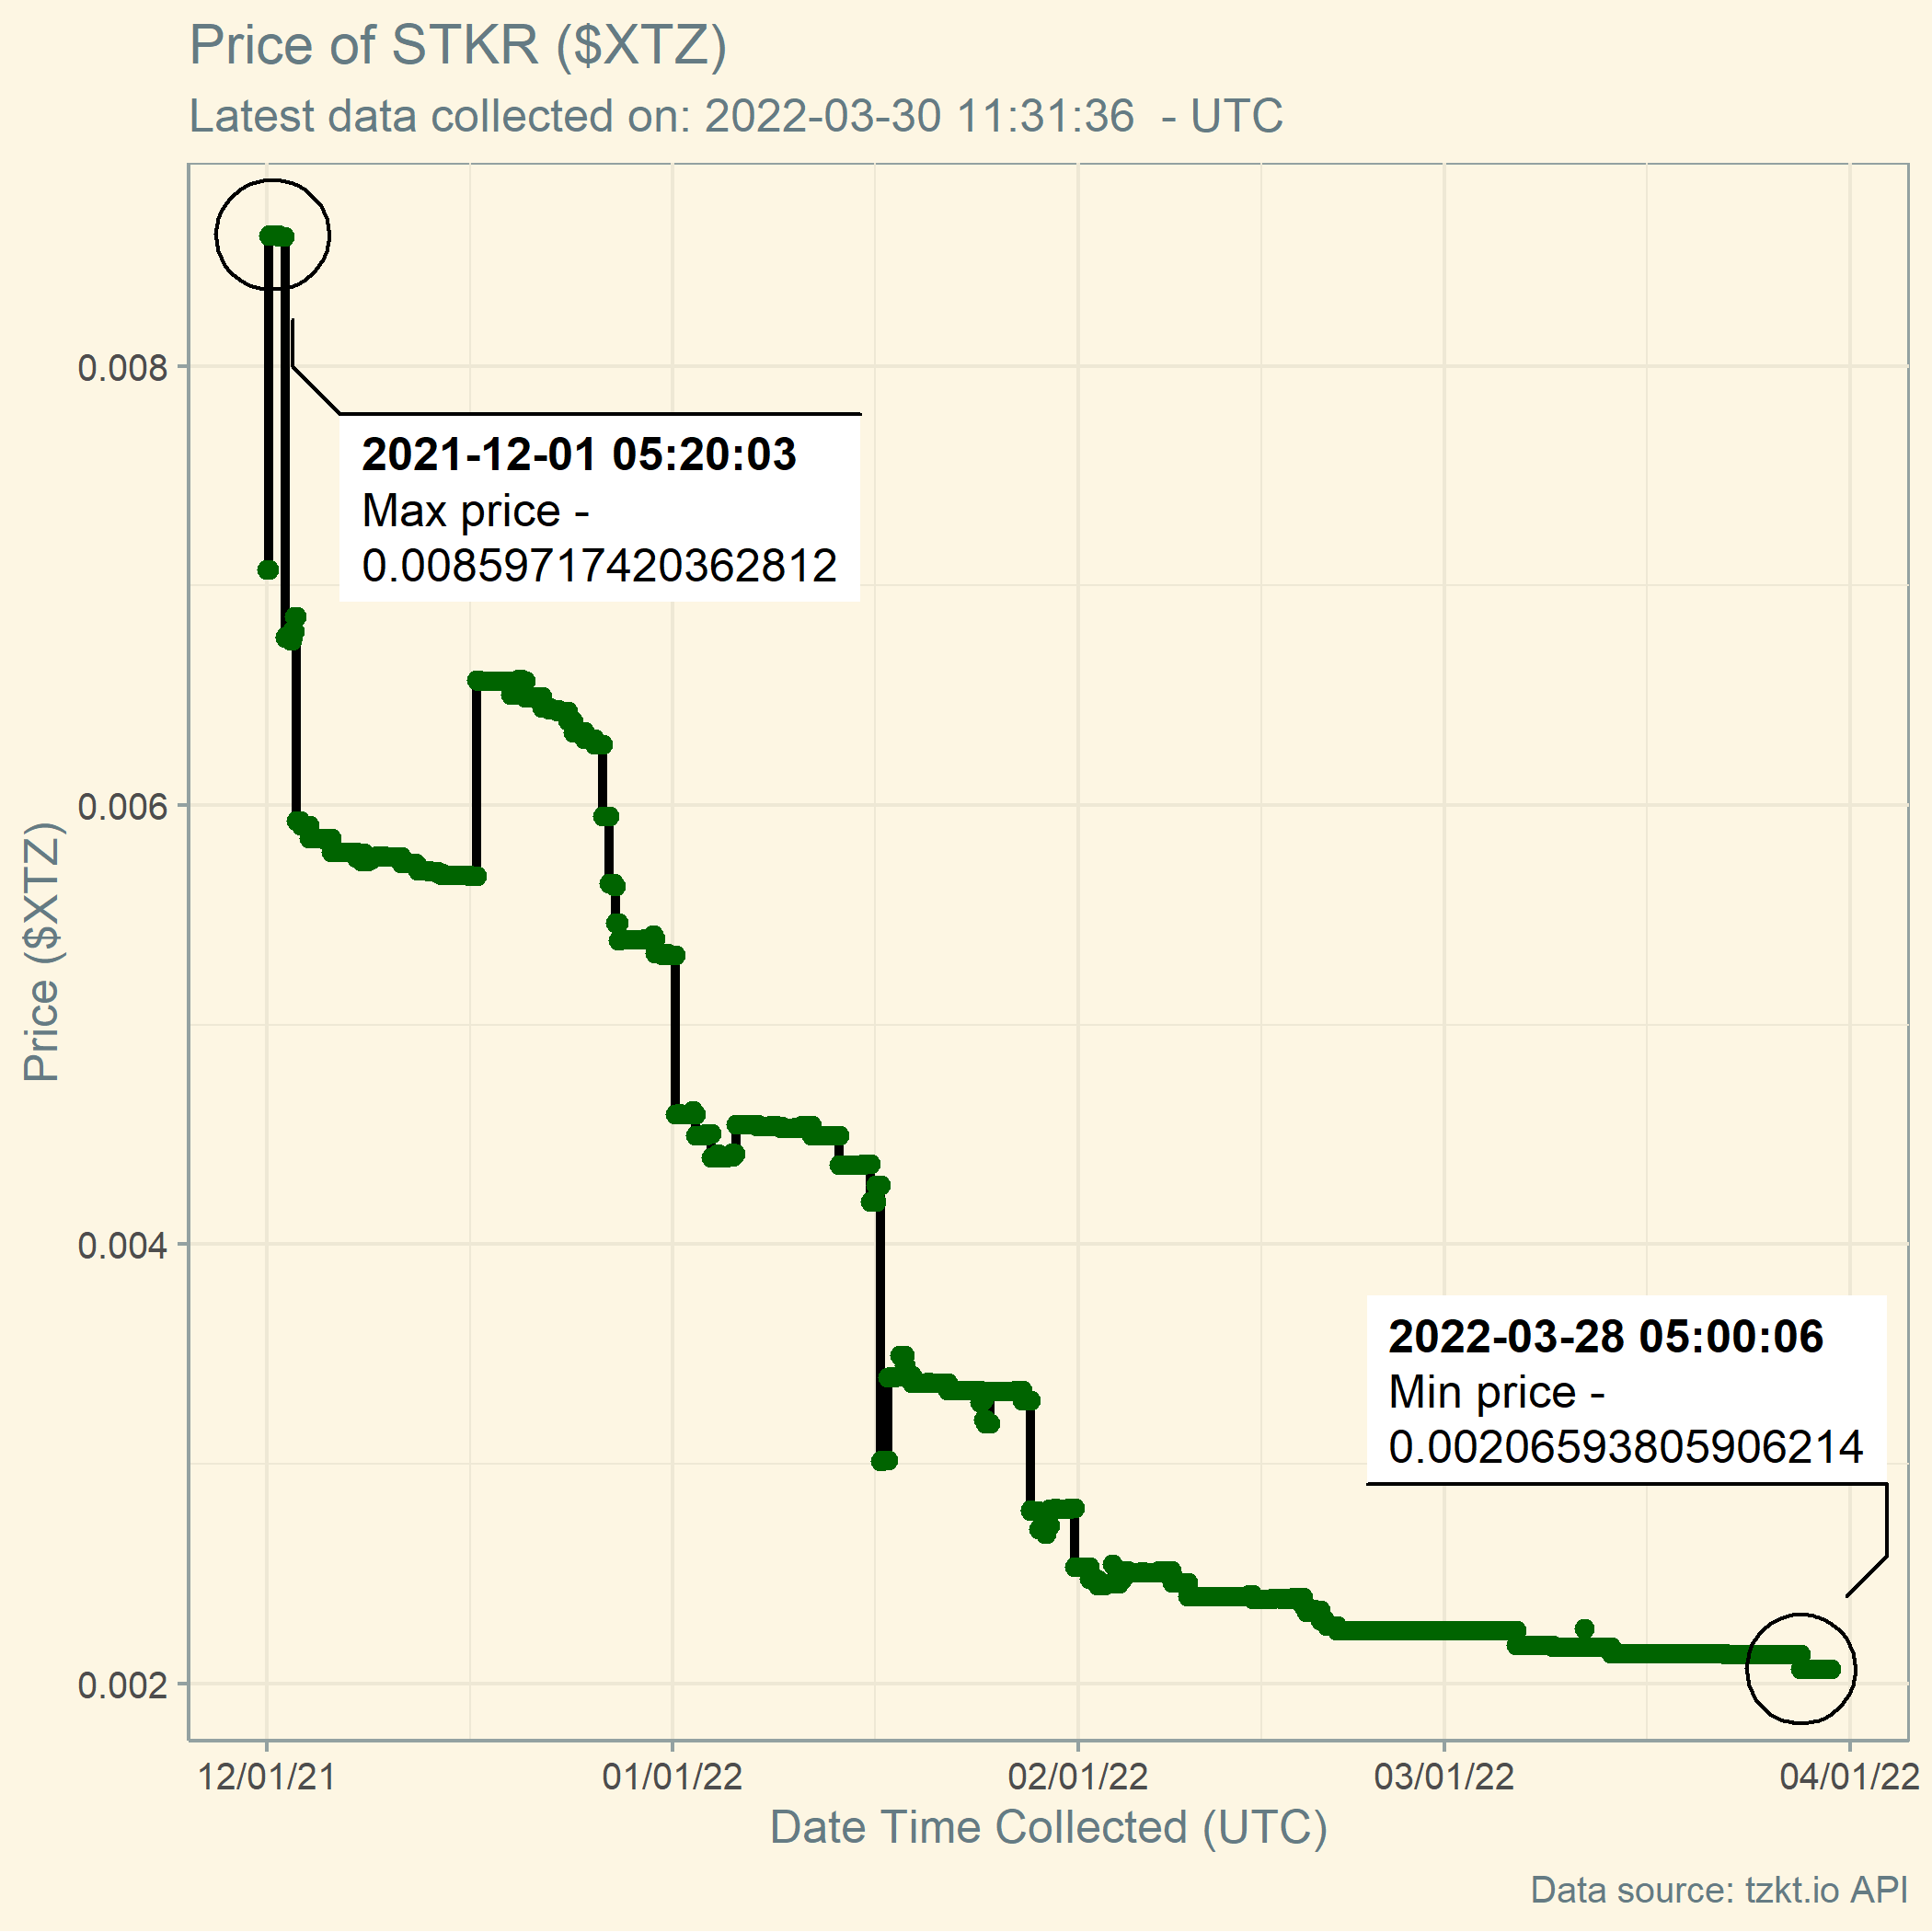 Price of STKR ($XTZ)
Latest data collected on: 2022-03-30 11:31:36  - UTC
0.008
0.006
0.004
0.002
Price ($XTZ)
2021-12-01 05:20:03
Max price -
0.00859717420362812
2022-03-28 05:00:06
Min price -
0.00206593805906214
12/01/21
01/01/22
02/01/22
03/01/22
04/01/22
Date Time Collected (UTC)
Data source: tzkt.io API